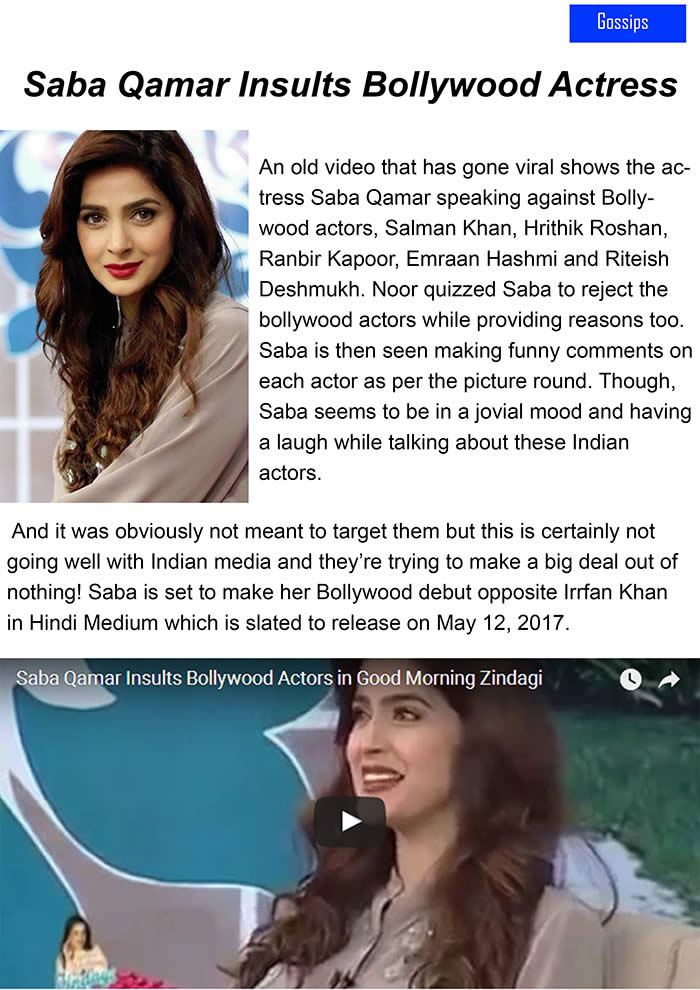 Gossips
Saba Qamar Insults Bollywood Actress
An old video that has gone viral shows the ac-
tress Saba Qamar speaking against Bolly-
wood actors, Salman Khan, Hrithik Roshan,
Ranbir Kapoor, Emraan Hashmi and Riteish
Deshmukh. Noor quizzed Saba to reject the
bollywood actors while providing reasons too.
Saba is then seen making funny comments on
each actor as per the picture round. Though,
Saba seems to be in a jovial mood and having
a laugh while talking about these Indian
actors.
And it was obviously not meant to target them but this is certainly not
going well with Indian media and they're trying to make a big deal out of
nothing! Saba is set to make her Bollywood debut opposite Irrfan Khan
in Hindi Medium which is slated to release on May 12, 2017.
Saba Qamar Insults Bollywood Actors in Good Morning Zindagi